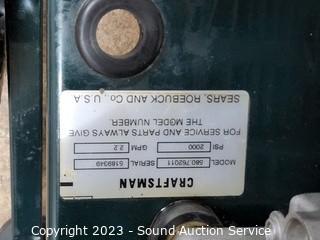 CRAFTSMAN
MODEL 580.762011 SERIAL 5189349
PSI 2000 GPM 2.2
FOR SERVICE AND PARTS ALWAYS GIVE
THE MODEL NUMBER.
SEARS, ROEBUCK AND Co., U.S.A
Copyright © 2023 - Sound Auction Service